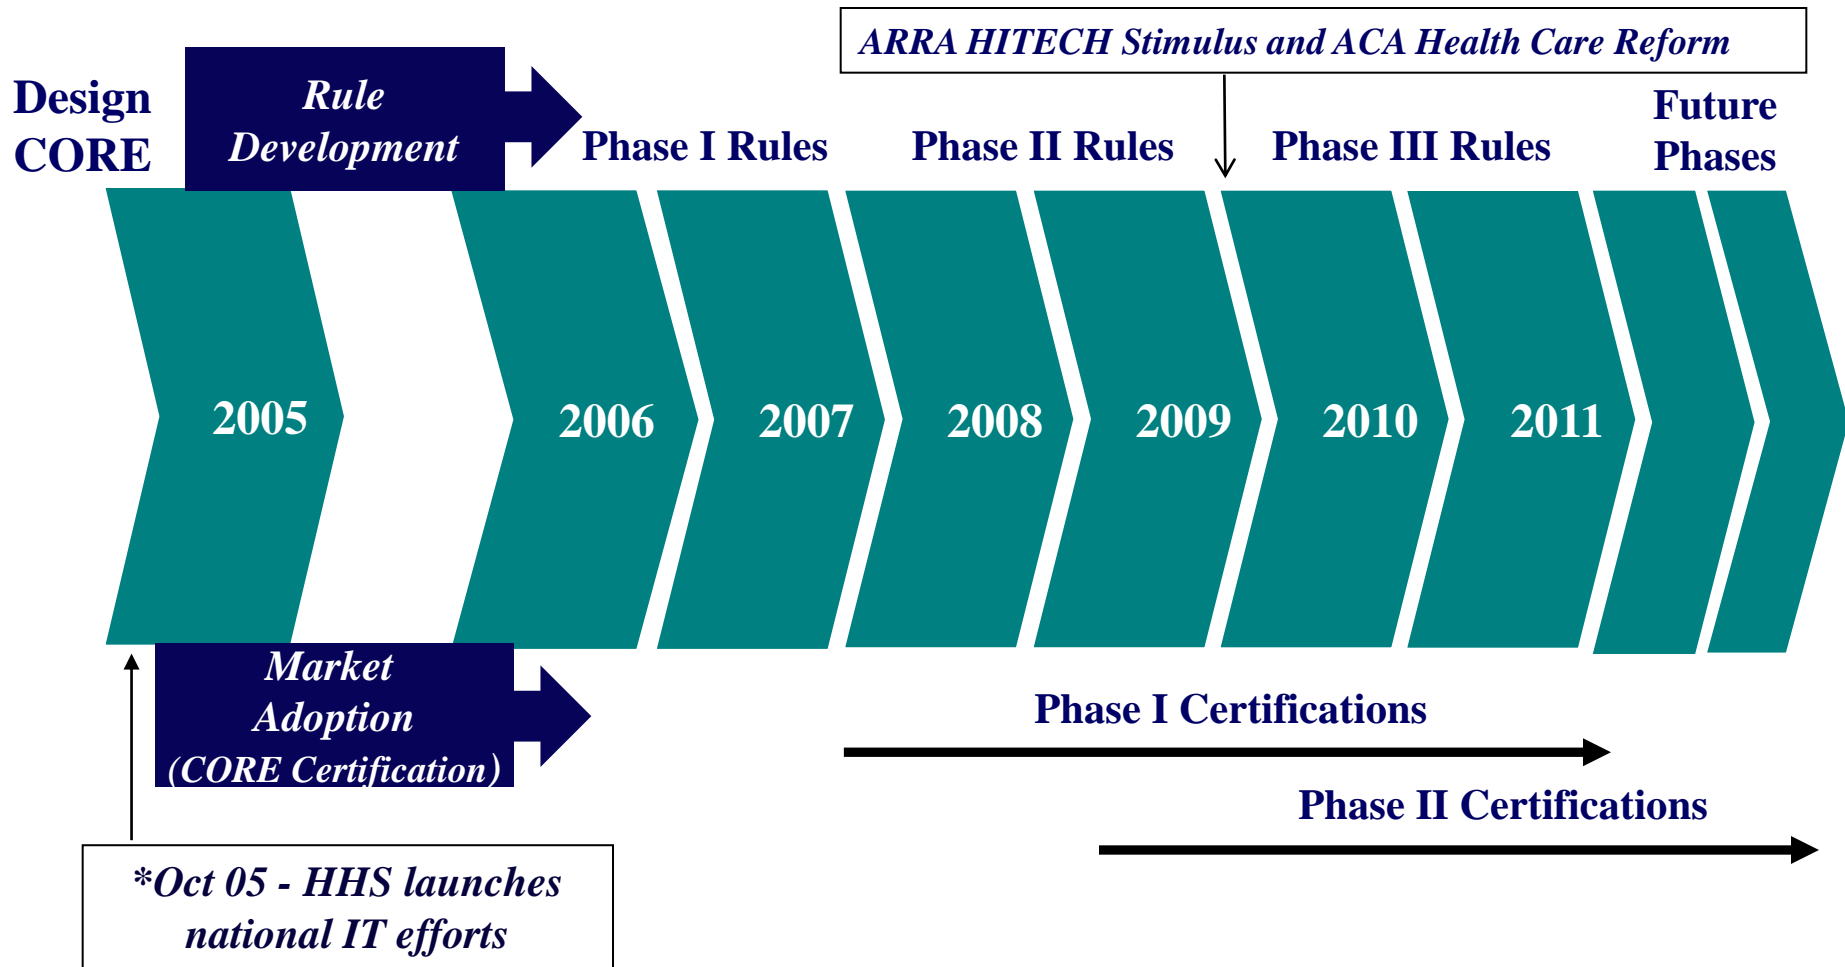 ARRA HITECH Stimulus and ACA Health Care Reform
Design
CORE
Rule
Development
Phase I Rules
Phase II Rules
Phase III Rules
Future
Phases
2005
2006
2007
2008
2009
2010
2011
Market
Adoption
(CORE Certification)
Phase I Certifications
Phase II Certifications
*Oct 05 - HHS launches
national IT efforts